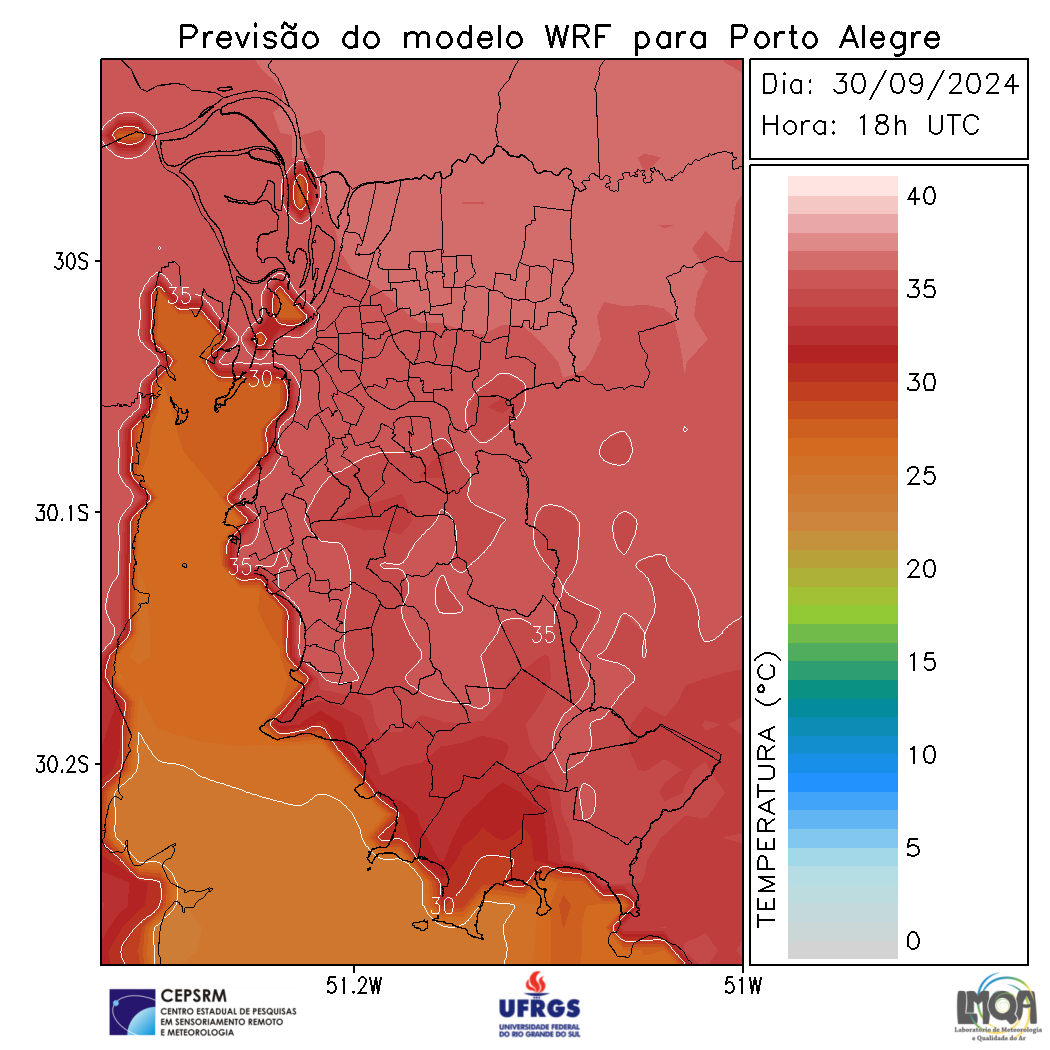 Previsão do modelo WRF para Porto Alegre
Dia: 30/09/2024
Hora: 18h UTC
30S
30.1S
30.2S
51.2W
51W
35
30
35
35
30
TEMPERATURA (°C)
40
35
30
25
20
15
10
5
0
CEPSRM
CENTRO ESTADUAL DE PESQUISAS
EM SENSORIAMENTO REMOTO
E METEOROLOGIA
UFRGS
UNIVERSIDADE FEDERAL
DO RIO GRANDE DO SUL
LMQA
Laboratório de Meteorologia
e Qualidade do Ar